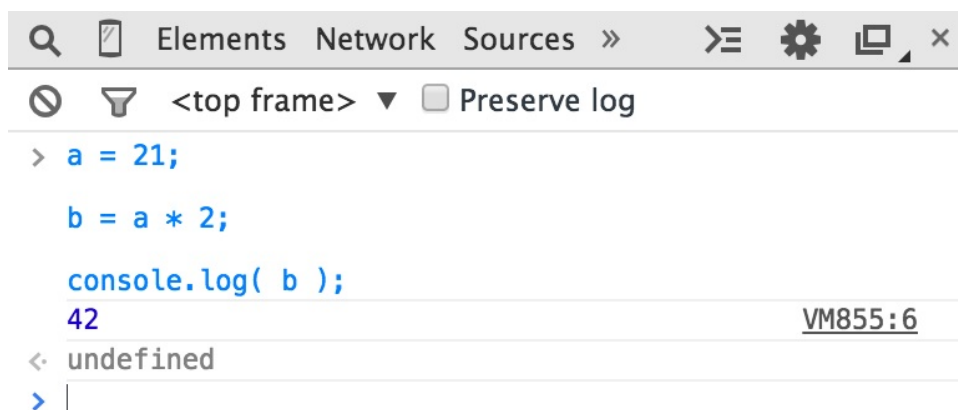 Elements Network Sources »
<top frame> ▼ Preserve log
> a = 21;
b = a * 2;
console.log( b );
42 VM855:6
undefined
>